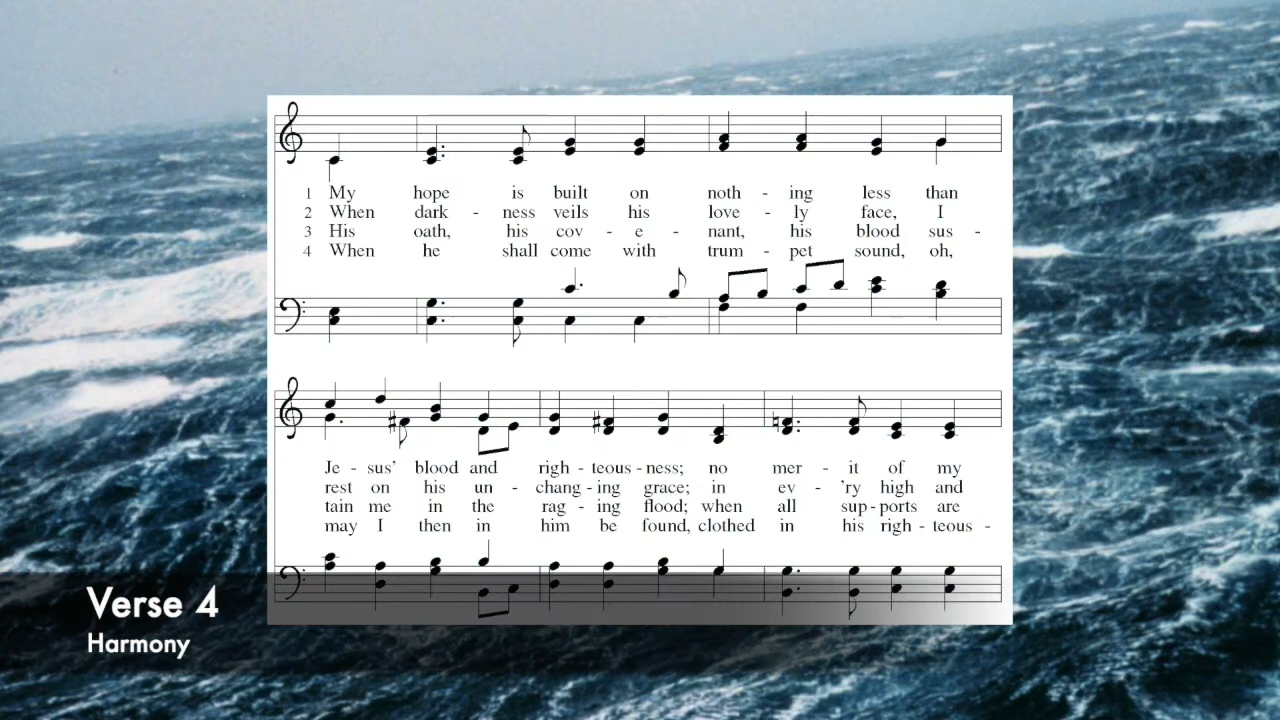 1 My hope is built on noth - ing less than
2 When dark - ness veils his love - ly face, I
3 His oath, his cov - e - nant, his blood sus -
4 When he shall come with trum - pet sound, oh,
Je - sus' blood and righ - teous - ness; no mer - it of my
rest on his un - chang - ing grace; in ev - 'ry high and
tain me in the rag - ing flood; when all sup - ports are
may I then in him be found, clothed in his righ - teous -
Verse 4
Harmony